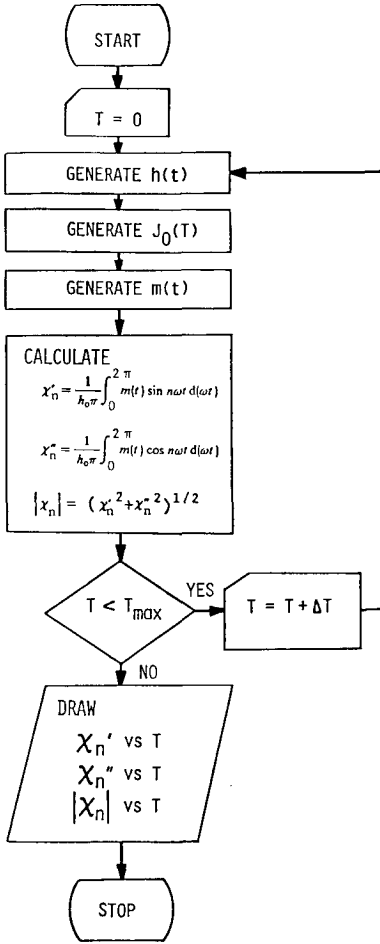 START
T = 0
GENERATE h(t)
GENERATE J₀(T)
GENERATE m(t)
CALCULATE
χₙ′ = 1/(h₀π) ∫₀^{2π} m(t) sin nωt d(ωt)
χₙ″ = 1/(h₀π) ∫₀^{2π} m(t) cos nωt d(ωt)
|χₙ| = (χₙ′² + χₙ″²)^{1/2}
T < T_max
YES
T = T + ΔT
NO
DRAW
χₙ′ vs T
χₙ″ vs T
|χₙ| vs T
STOP